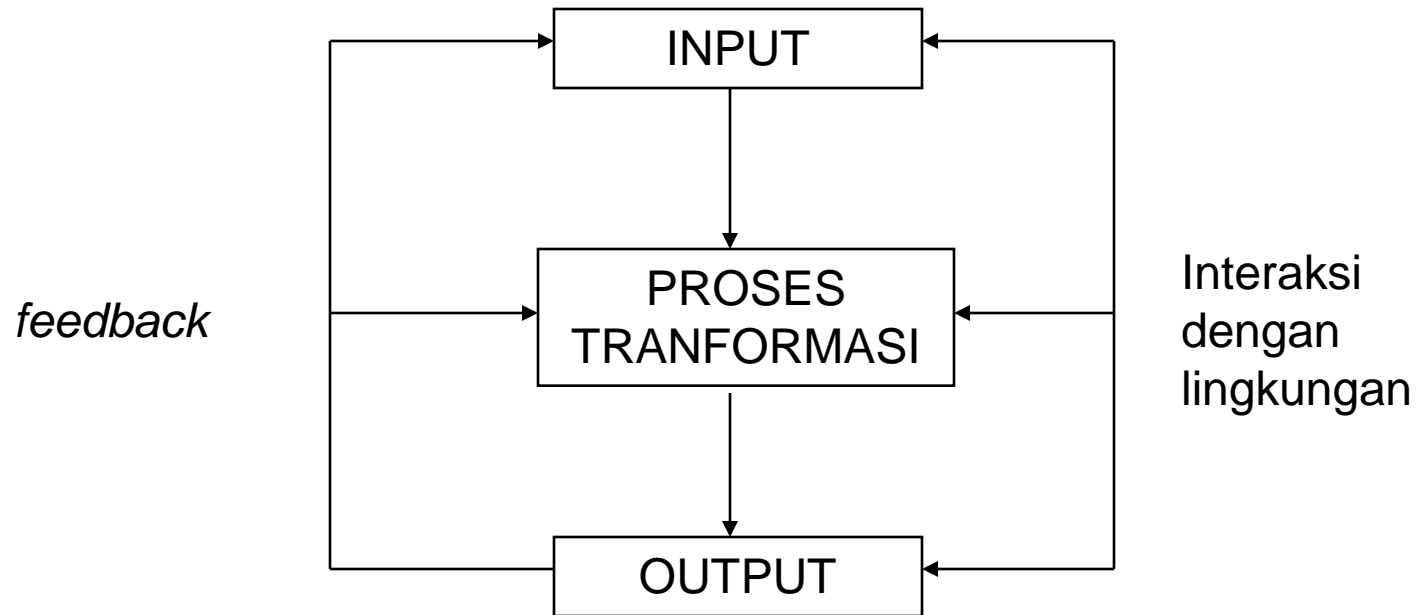 INPUT
PROSES
TRANFORMASI
feedback
Interaksi
dengan
lingkungan
OUTPUT